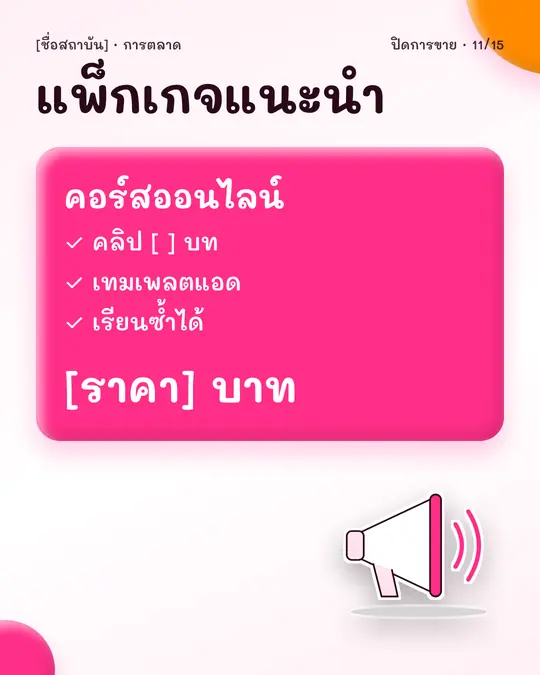 [ชื่อสถาบัน] · การตลาด
ปิดการขาย · 11/15
แพ็กเกจแนะนำ
คอร์สออนไลน์
✓ คลิป [ ] บท
✓ เทมเพลตแอด
✓ เรียนซ้ำได้
[ราคา] บาท